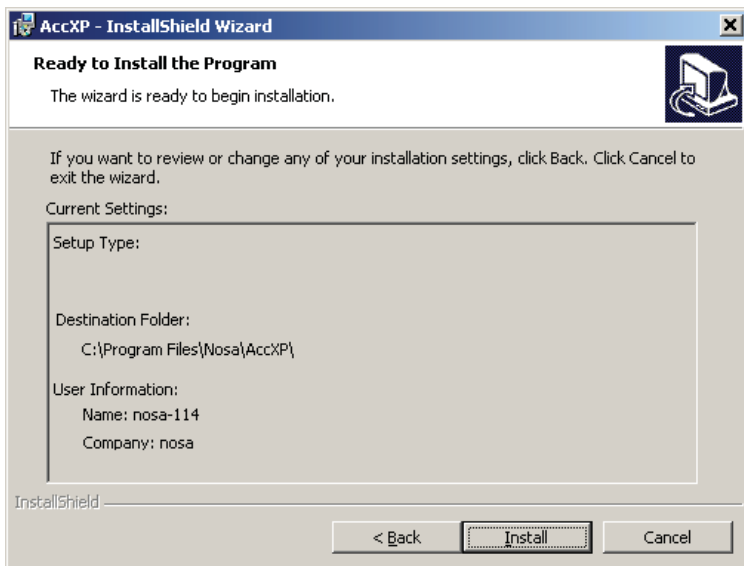 AccXP - InstallShield Wizard
Ready to Install the Program
The wizard is ready to begin installation.
If you want to review or change any of your installation settings, click Back. Click Cancel to
exit the wizard.
Current Settings:
Setup Type:
Destination Folder:
C:\Program Files\Nosa\AccXP\
User Information:
Name: nosa-114
Company: nosa
InstallShield
< Back
Install
Cancel